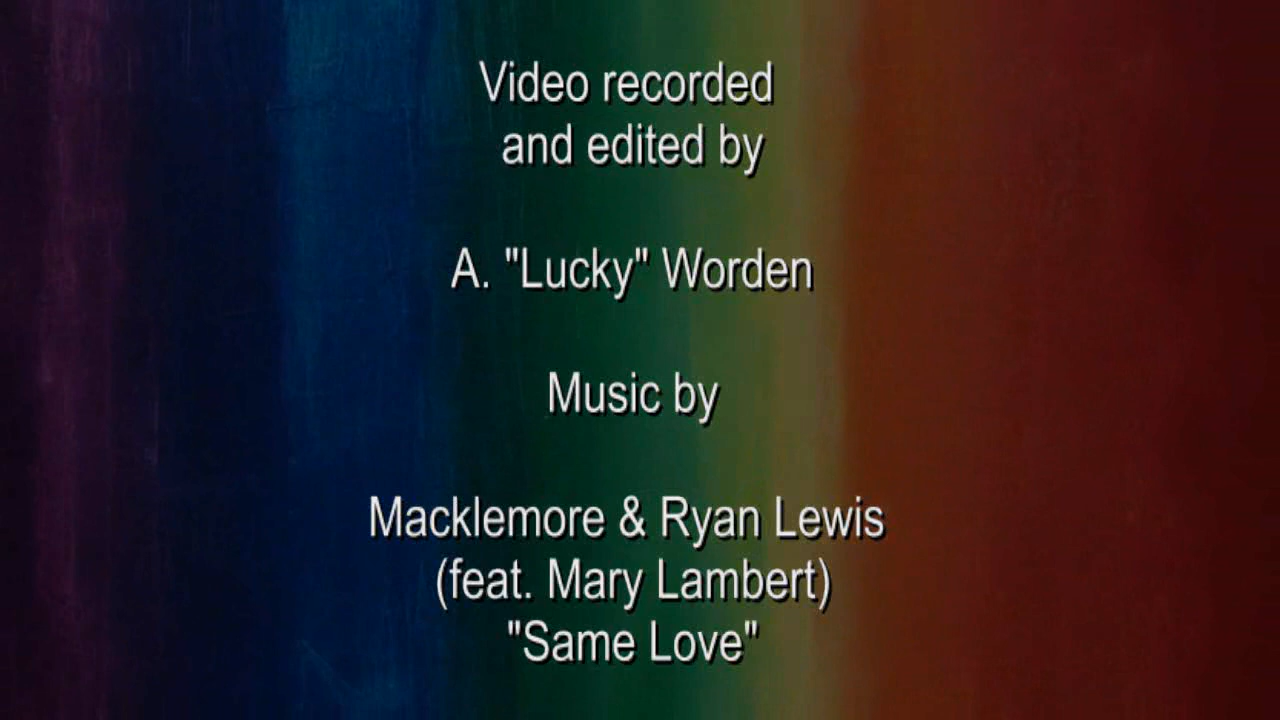 Video recorded
and edited by
A. "Lucky" Worden
Music by
Macklemore & Ryan Lewis
(feat. Mary Lambert)
"Same Love"